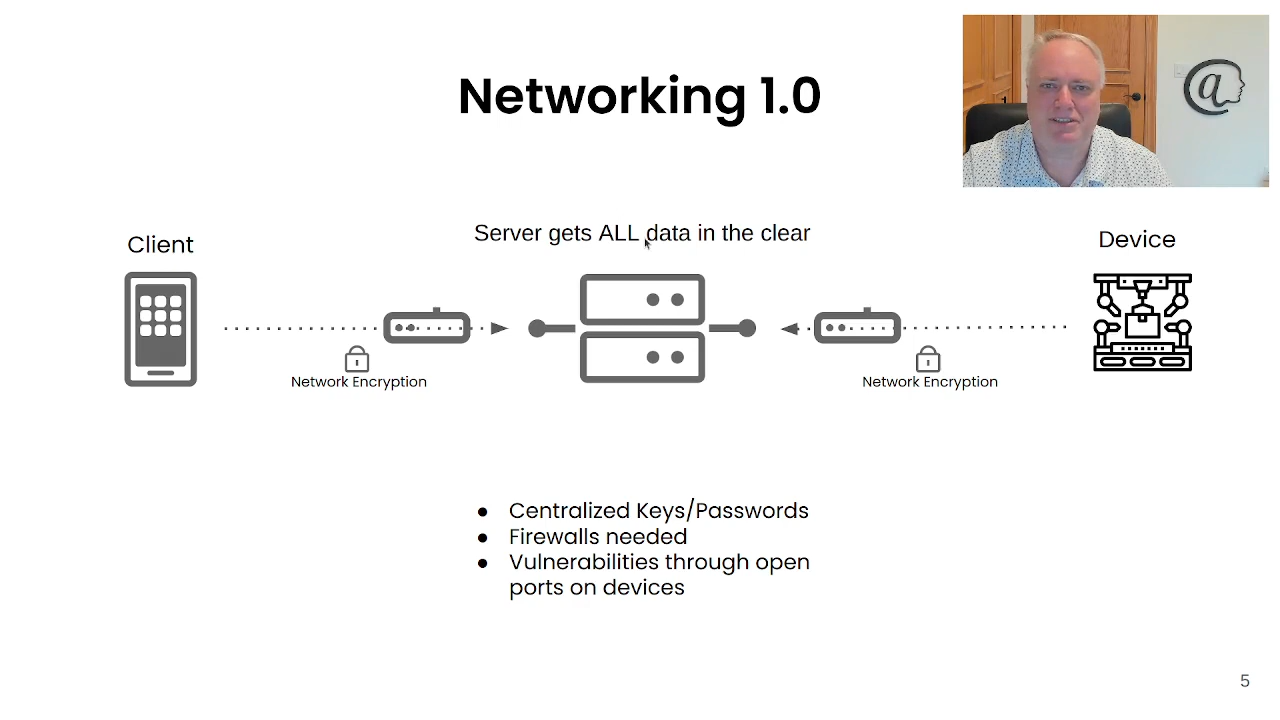 Networking 1.0
Server gets ALL data in the clear
Client
Device
Network Encryption
Network Encryption
● Centralized Keys/Passwords
● Firewalls needed
● Vulnerabilities through open
ports on devices
a
5